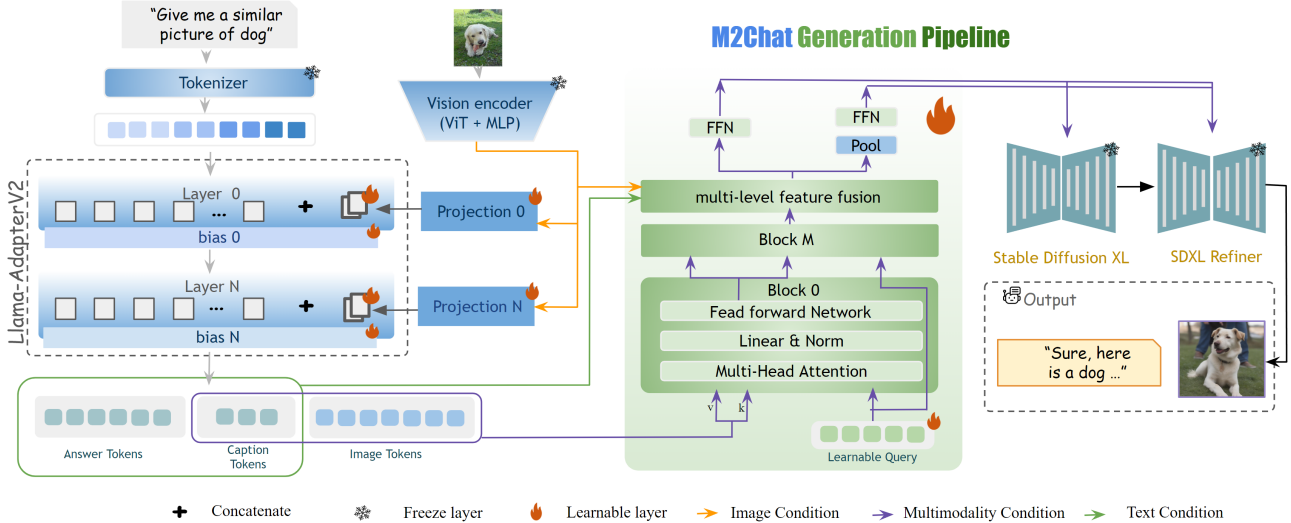 “Give me a similar
picture of dog”
Tokenizer
Vision encoder
(ViT + MLP)
M2Chat Generation Pipeline
FFN
FFN
Pool
multi-level feature fusion
Block M
Block 0
Fead forward Network
Linear & Norm
Multi-Head Attention
v
k
Learnable Query
Llama-AdapterV2
Layer 0
...
+
bias 0
Projection 0
Layer N
...
+
bias N
Projection N
Answer Tokens
Caption
Tokens
Image Tokens
Stable Diffusion XL
SDXL Refiner
Output
“Sure, here
is a dog …”
+ Concatenate
Freeze layer
Learnable layer
Image Condition
Multimodality Condition
Text Condition